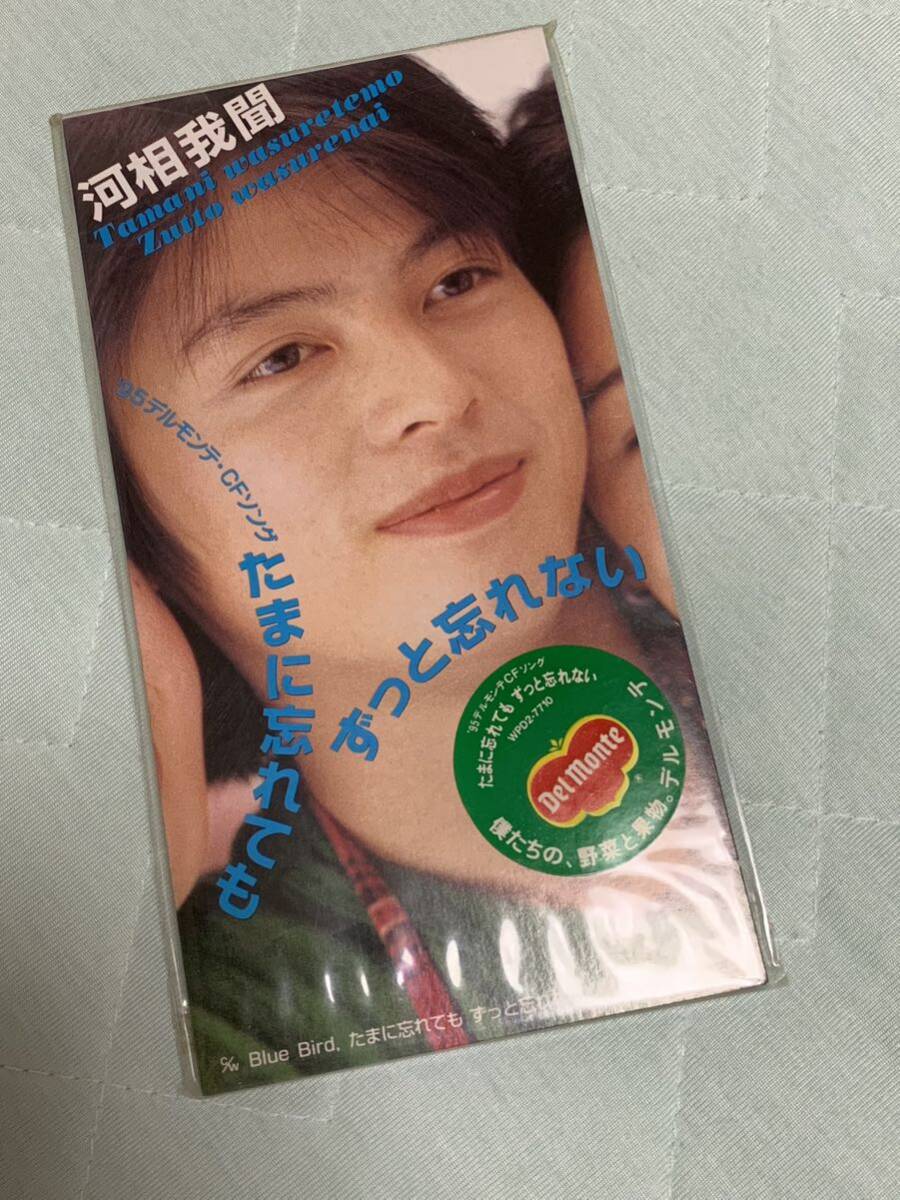 河相我聞
Tamani wasuretemo
Zutto wasurenai
'95デルモンテ・CFソング
たまに忘れても
ずっと忘れない
'95デルモンテCFソング
たまに忘れても ずっと忘れない
WPD2-7710
Del Monte
®
僕たちの、野菜と果物。デルモンテ
C/W Blue Bird, たまに忘れても ずっと忘れ